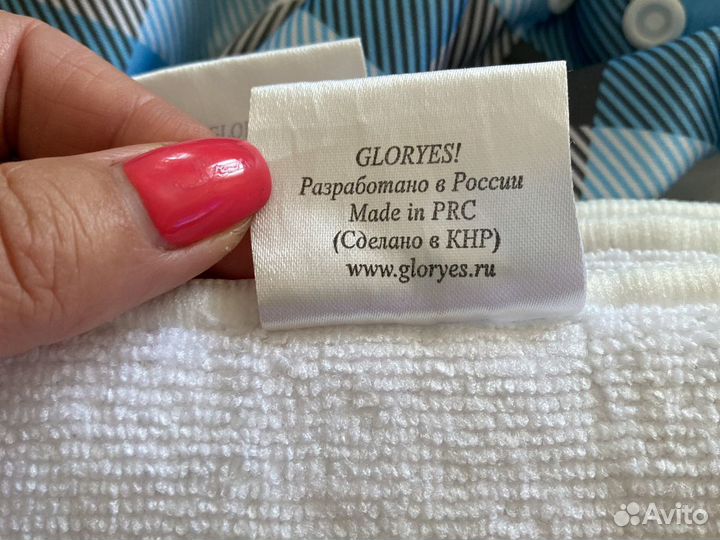 GLORYES!
Разработано в России
Made in PRC
(Сделано в КНР)
www.gloryes.ru
Avito